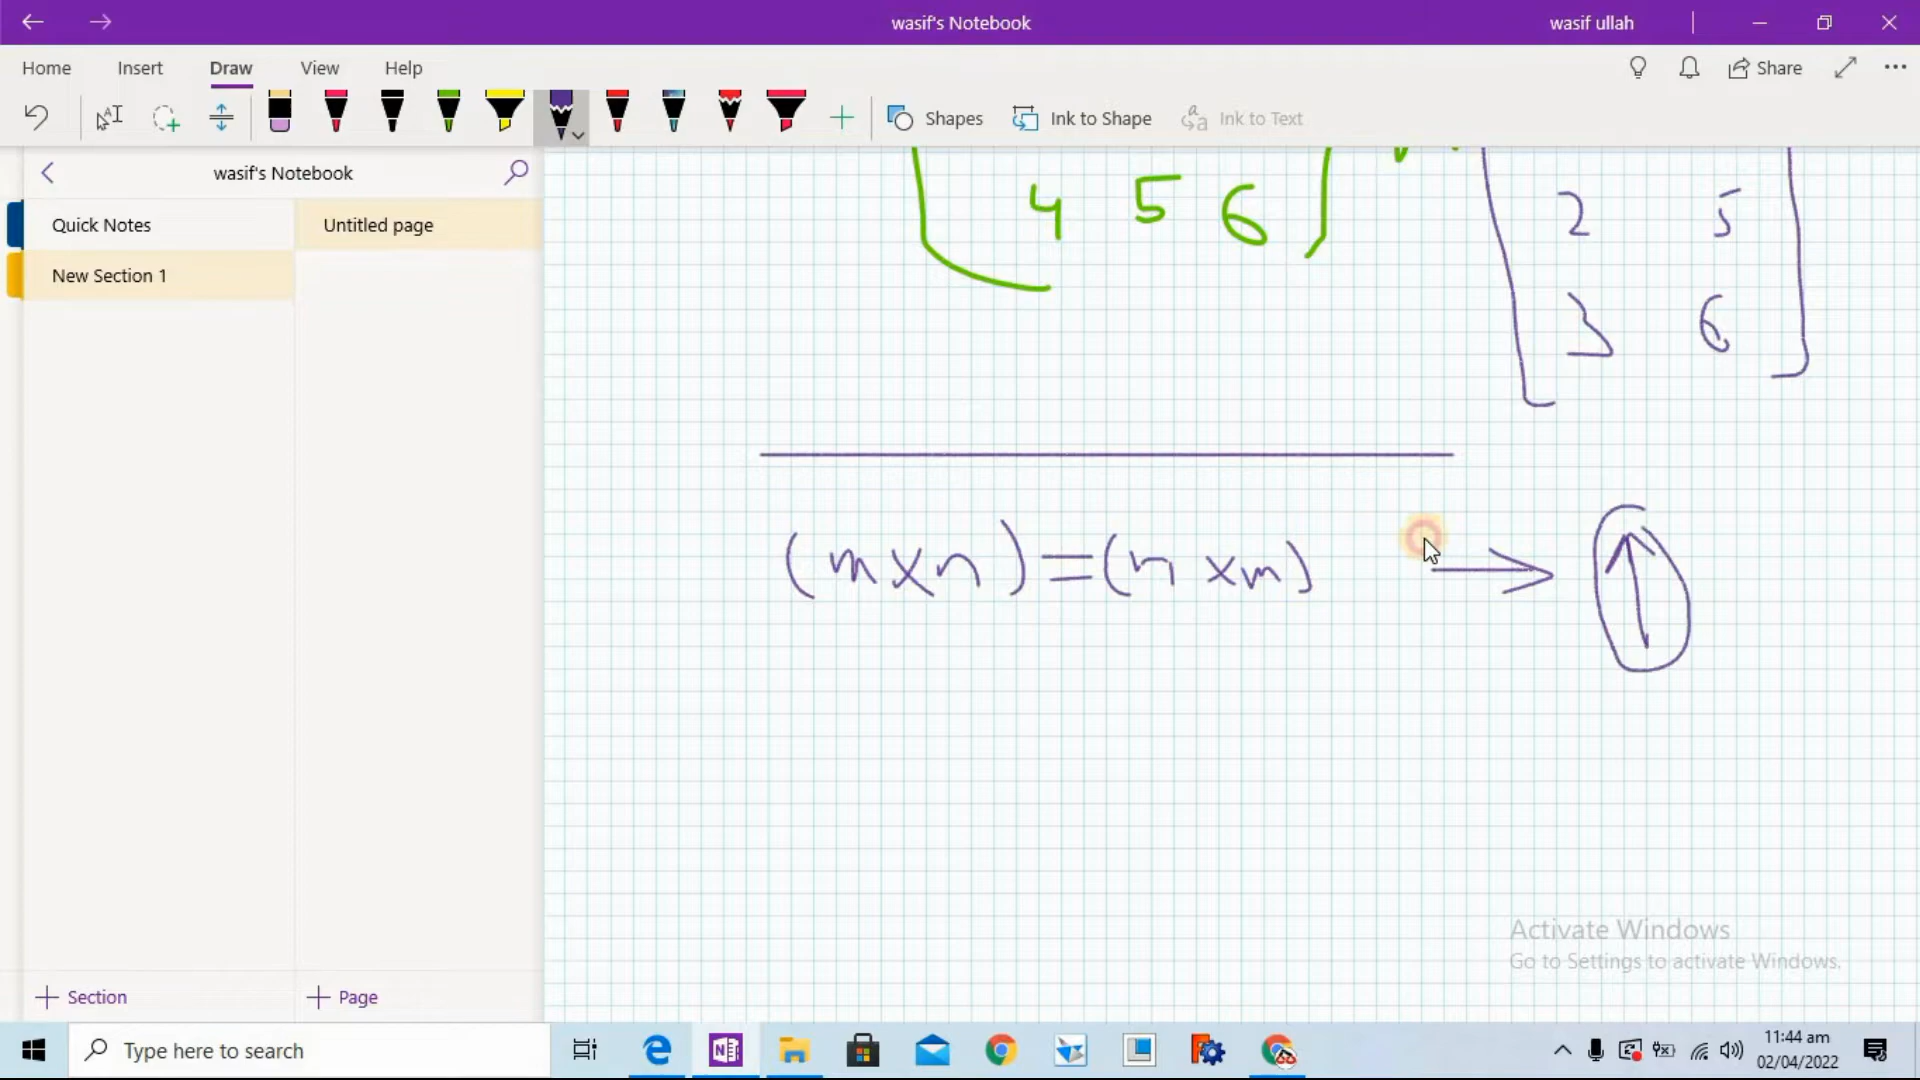 wasif's Notebook
wasif ullah
Home Insert Draw View Help
Share
Shapes Ink to Shape Ink to Text
wasif's Notebook
Quick Notes
Untitled page
New Section 1
4 5 6
2 5
3 6
(m×n)=(n×m)
Activate Windows
Go to Settings to activate Windows.
Section
Page
Type here to search
11:44 am
02/04/2022